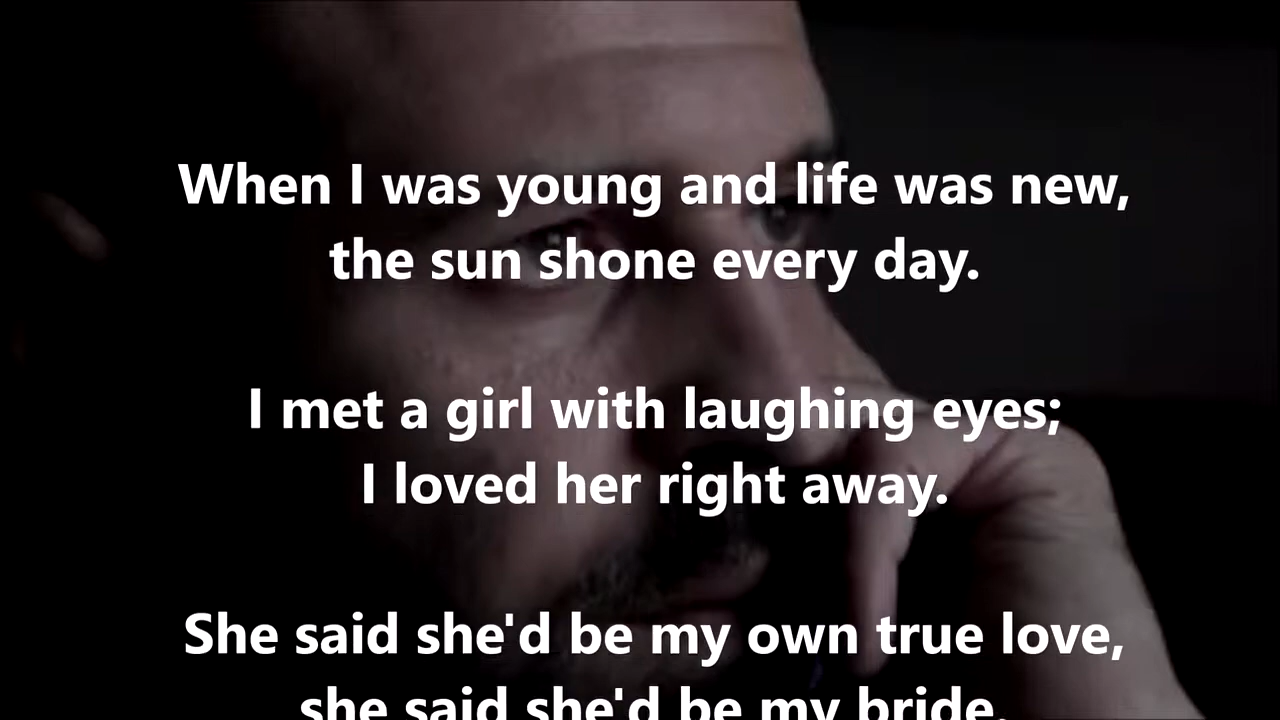 When I was young and life was new,
the sun shone every day.
I met a girl with laughing eyes;
I loved her right away.
She said she'd be my own true love,
she said she'd be my bride.